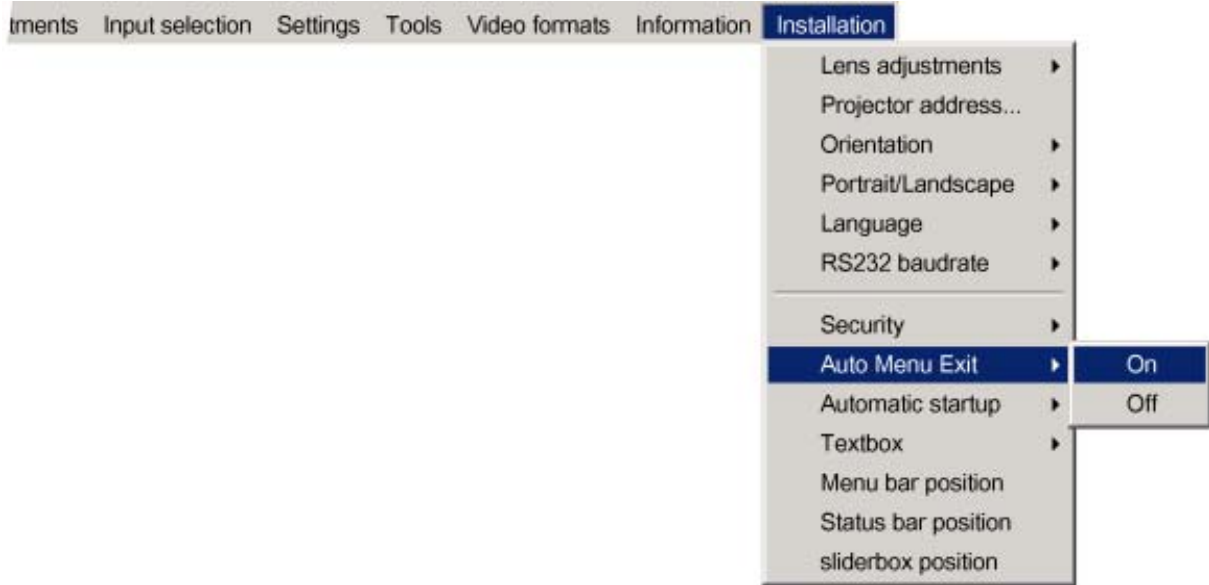 tments Input selection Settings Tools Video formats Information Installation
Lens adjustments
Projector address...
Orientation
Portrait/Landscape
Language
RS232 baudrate
Security
Auto Menu Exit On
Automatic startup Off
Textbox
Menu bar position
Status bar position
sliderbox position